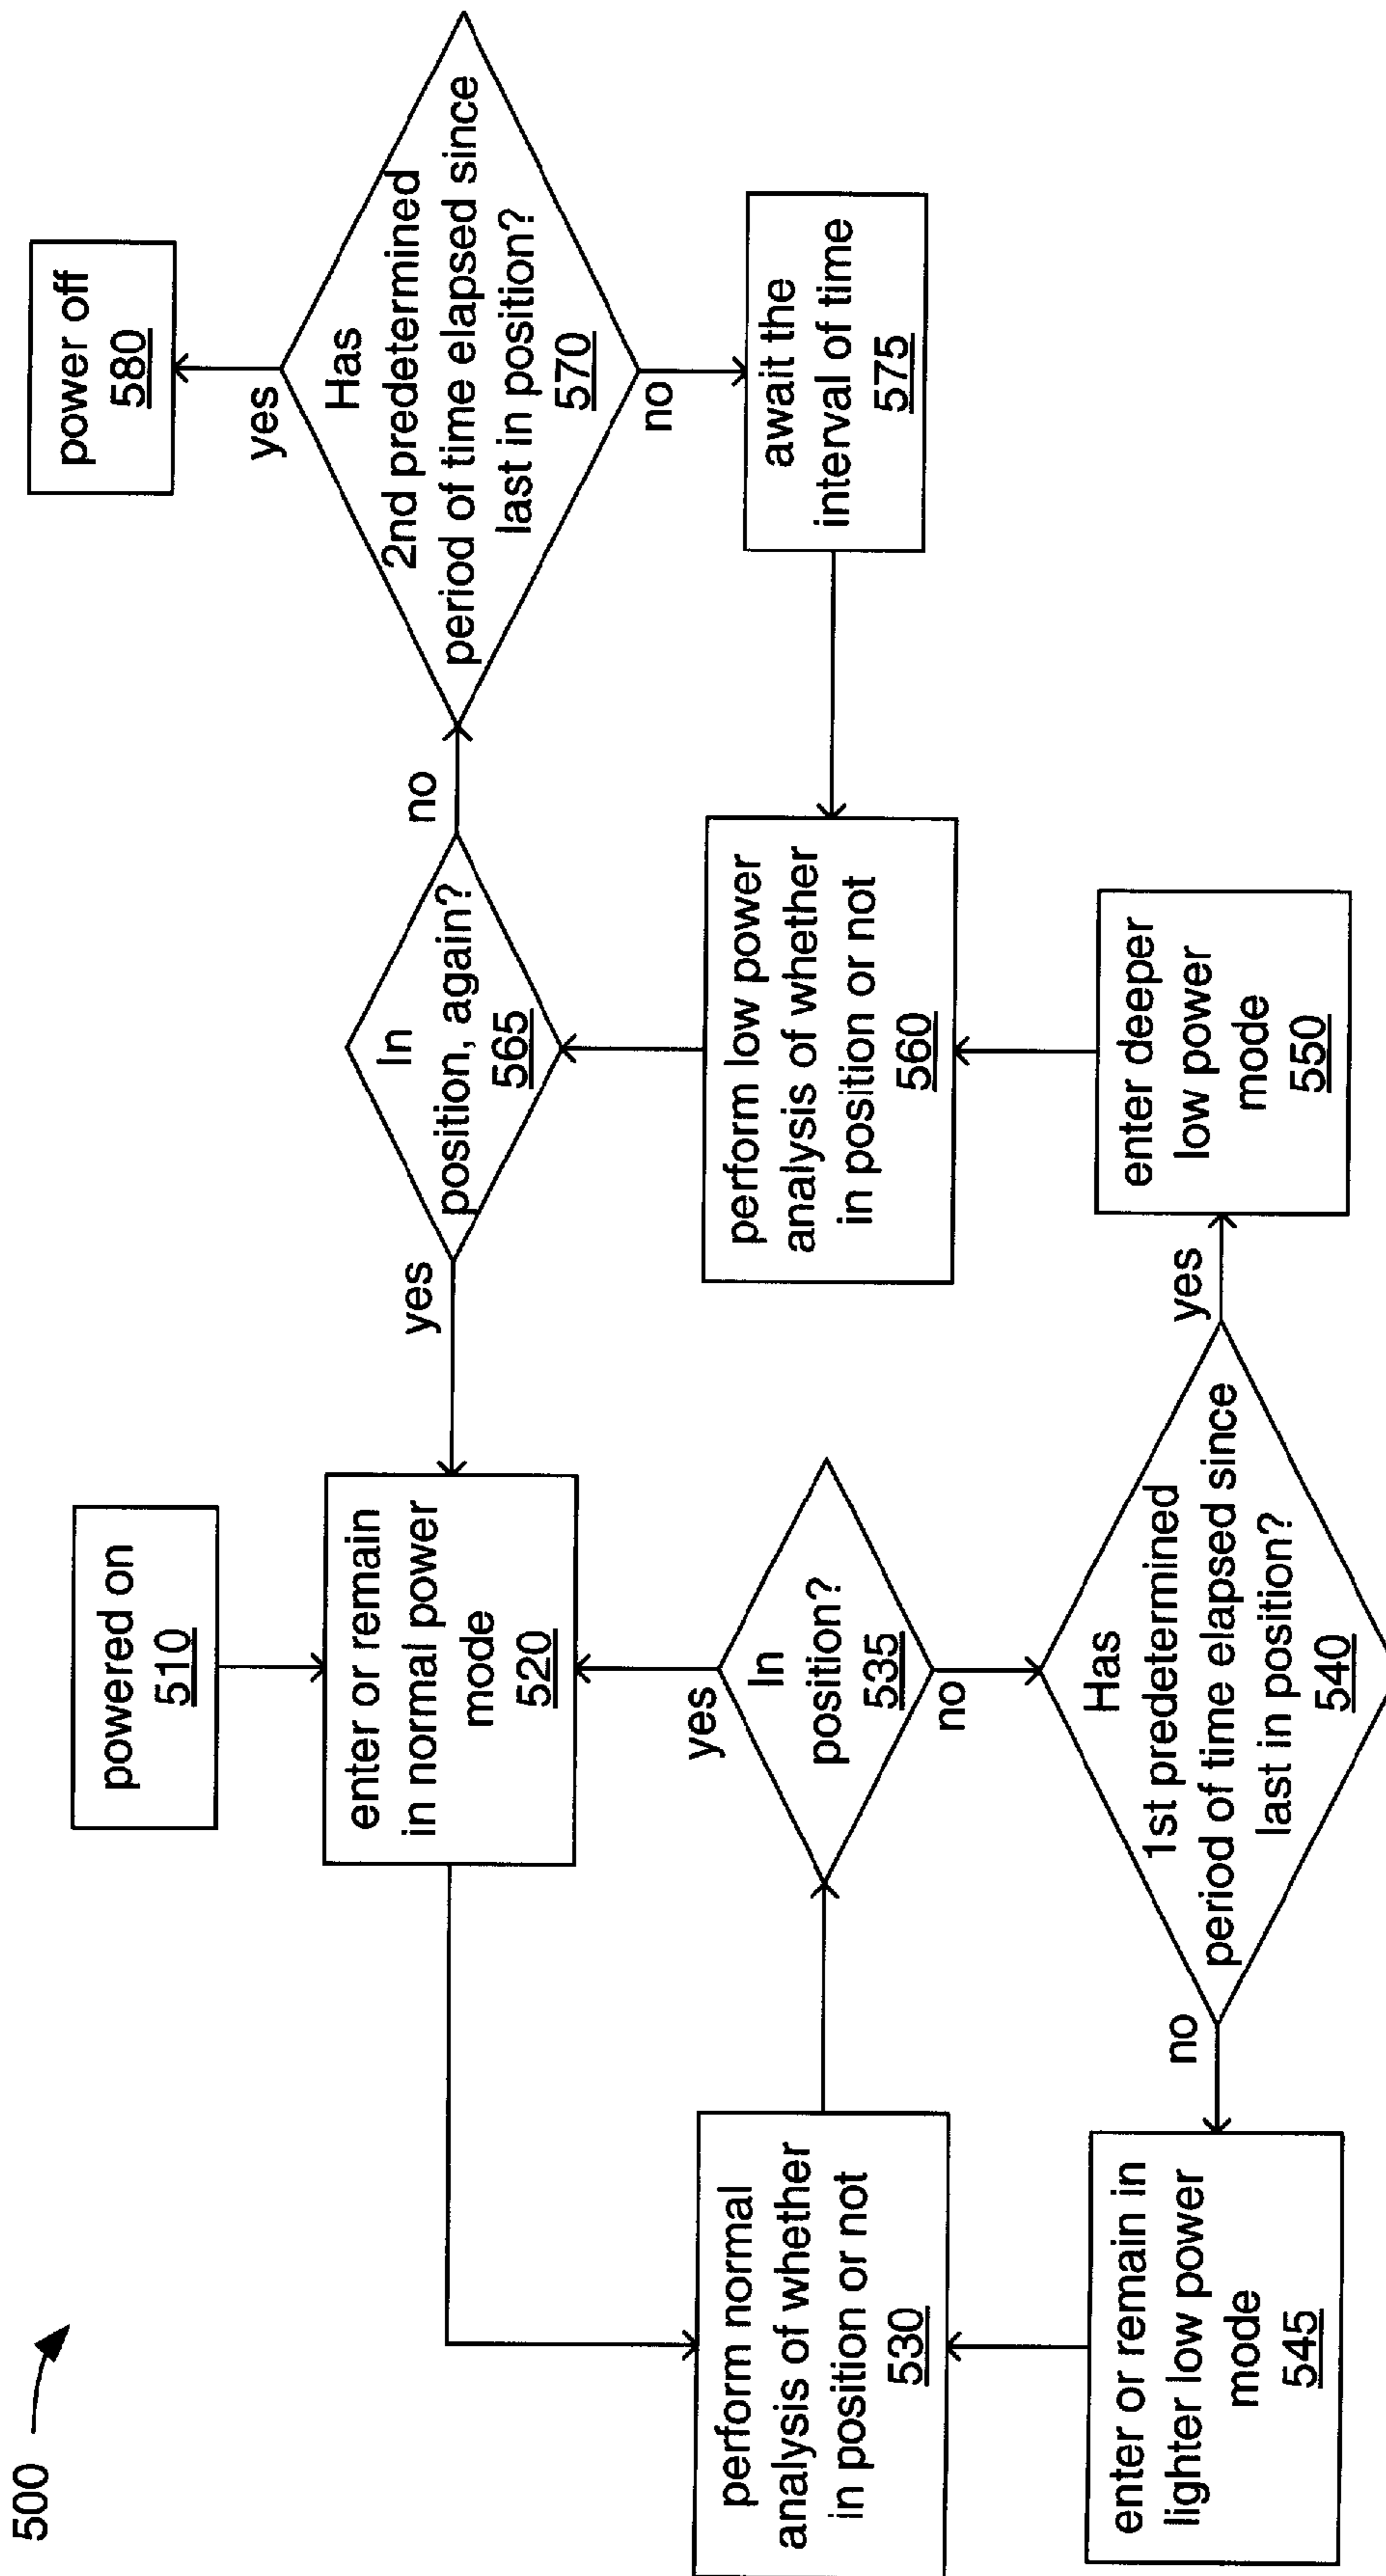 500
powered on
510
enter or remain
in normal power
mode
520
perform normal
analysis of whether
in position or not
530
In
position?
535
yes
no
Has
1st predetermined
period of time elapsed since
last in position?
540
no
yes
enter or remain in
lighter low power
mode
545
enter deeper
low power
mode
550
perform low power
analysis of whether
in position or not
560
In
position, again?
565
yes
no
Has
2nd predetermined
period of time elapsed since
last in position?
570
yes
no
await the
interval of time
575
power off
580